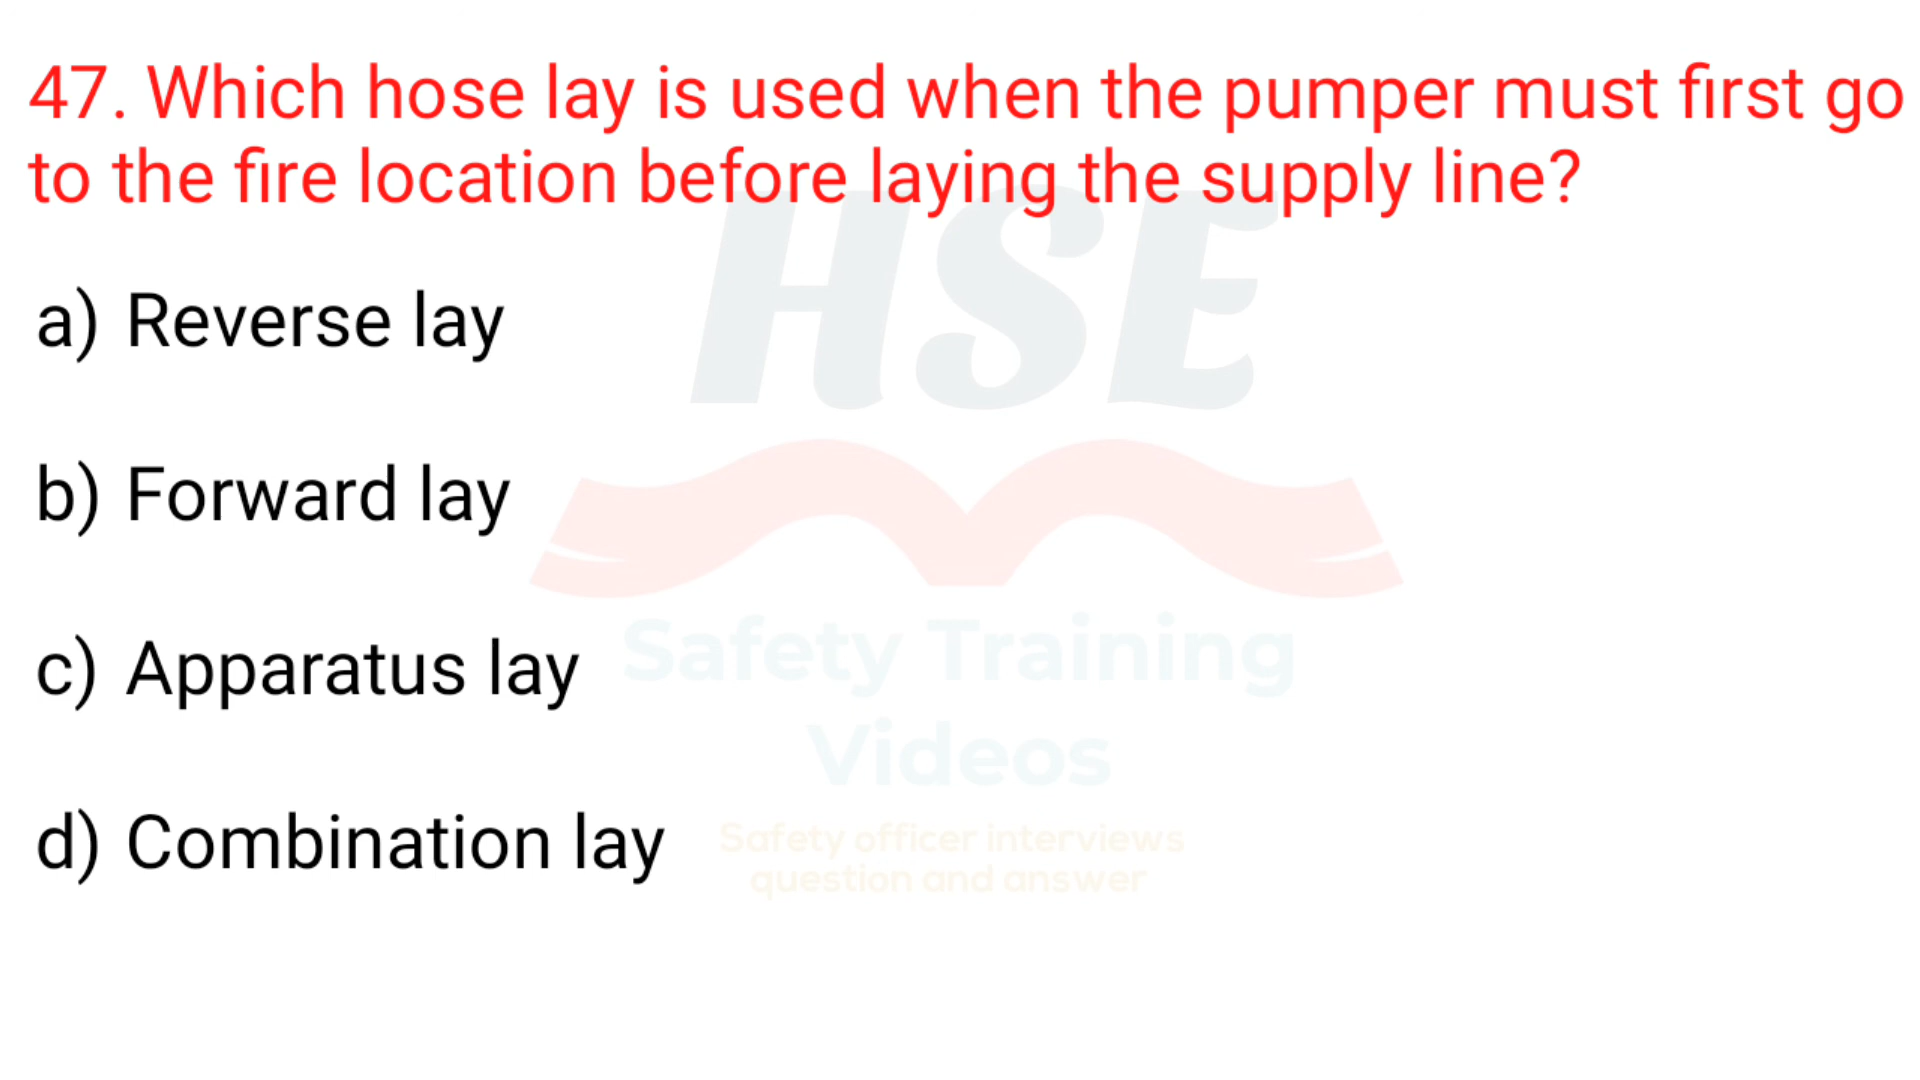 47. Which hose lay is used when the pumper must first go
to the fire location before laying the supply line?
HSE
a) Reverse lay
b) Forward lay
c) Apparatus lay
Safety Training
Videos
d) Combination lay
Safety officer interviews
question and answer